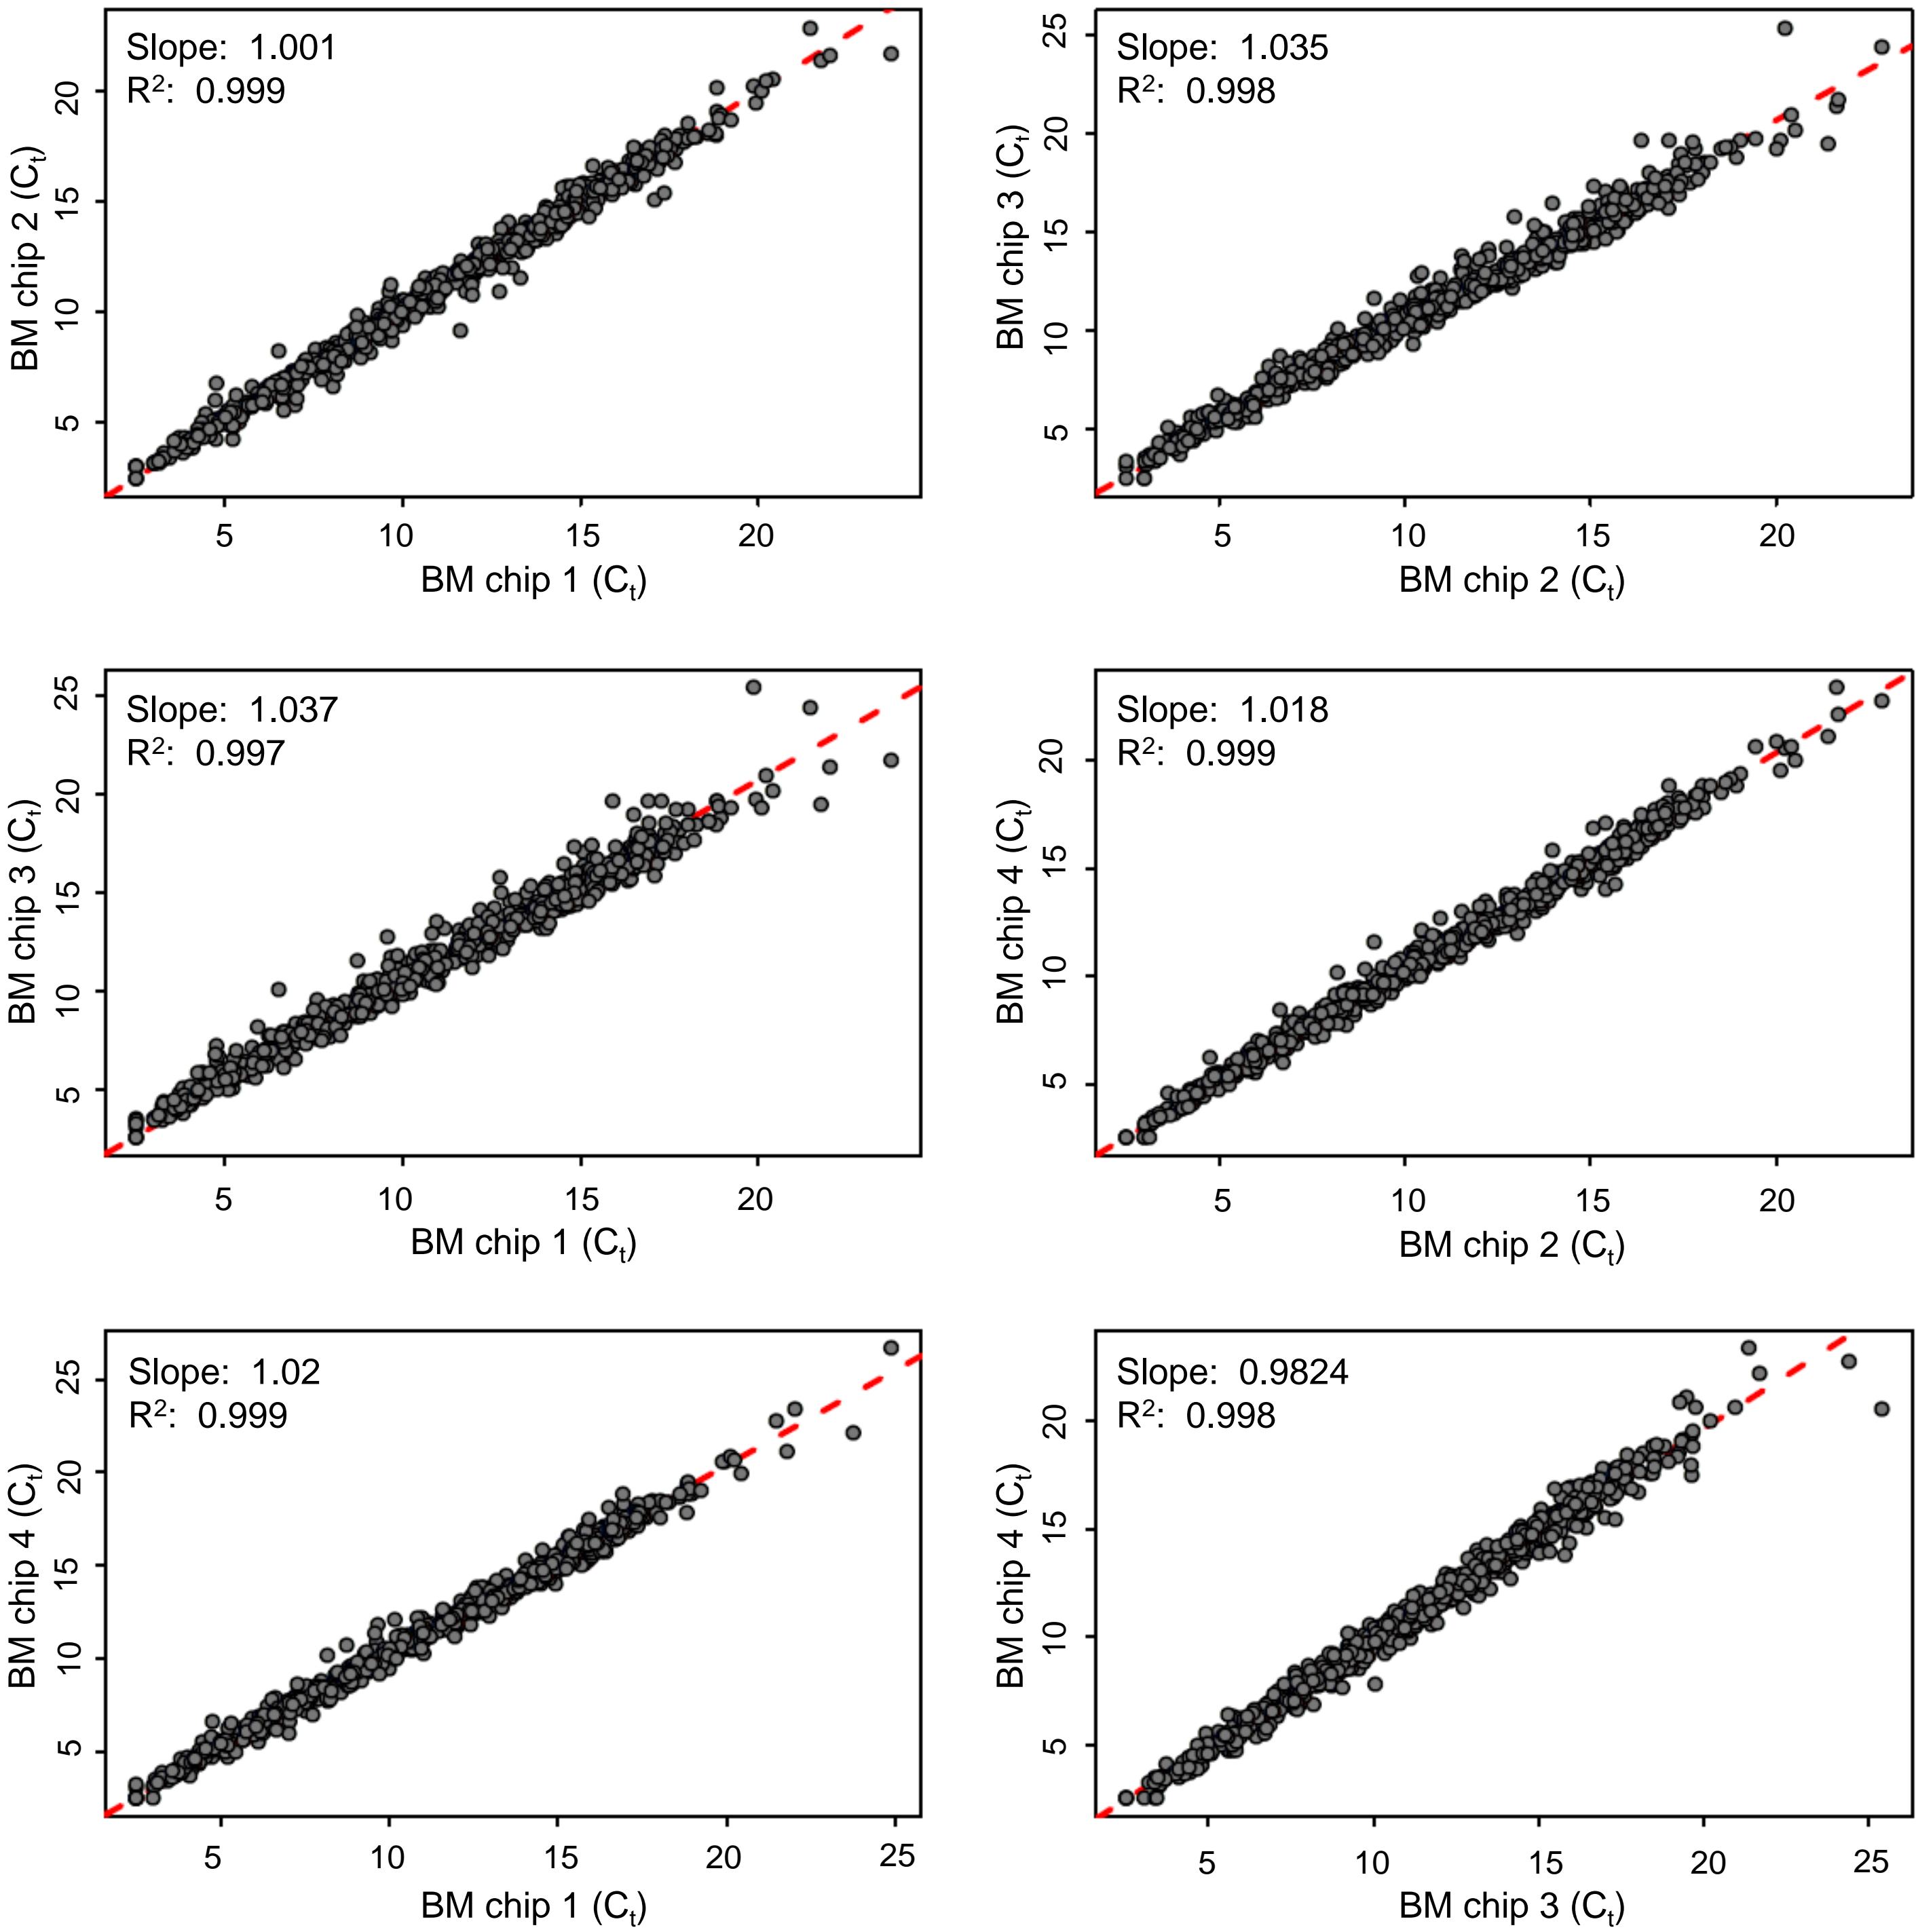 Slope: 1.001
R²: 0.999
BM chip 2 (Ct)
5 10 15 20
5 10 15 20
BM chip 1 (Ct)
Slope: 1.035
R²: 0.998
BM chip 3 (Ct)
5 10 15 20 25
5 10 15 20
BM chip 2 (Ct)
Slope: 1.037
R²: 0.997
BM chip 3 (Ct)
5 10 15 20 25
5 10 15 20
BM chip 1 (Ct)
Slope: 1.018
R²: 0.999
BM chip 4 (Ct)
5 10 15 20
5 10 15 20
BM chip 2 (Ct)
Slope: 1.02
R²: 0.999
BM chip 4 (Ct)
5 10 15 20 25
5 10 15 20 25
BM chip 1 (Ct)
Slope: 0.9824
R²: 0.998
BM chip 4 (Ct)
5 10 15 20
5 10 15 20 25
BM chip 3 (Ct)